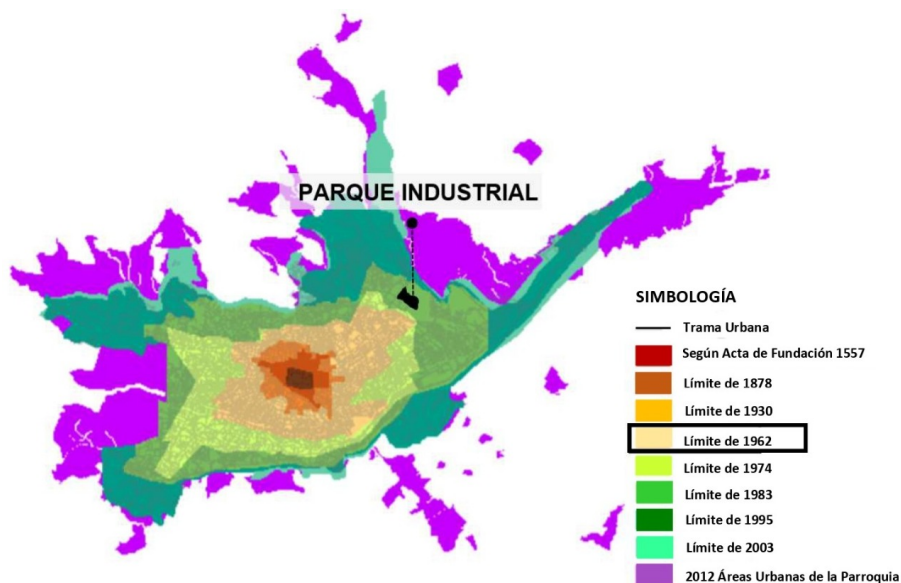 PARQUE INDUSTRIAL
SIMBOLOGÍA
Trama Urbana
Según Acta de Fundación 1557
Límite de 1878
Límite de 1930
Límite de 1962
Límite de 1974
Límite de 1983
Límite de 1995
Límite de 2003
2012 Áreas Urbanas de la Parroquia